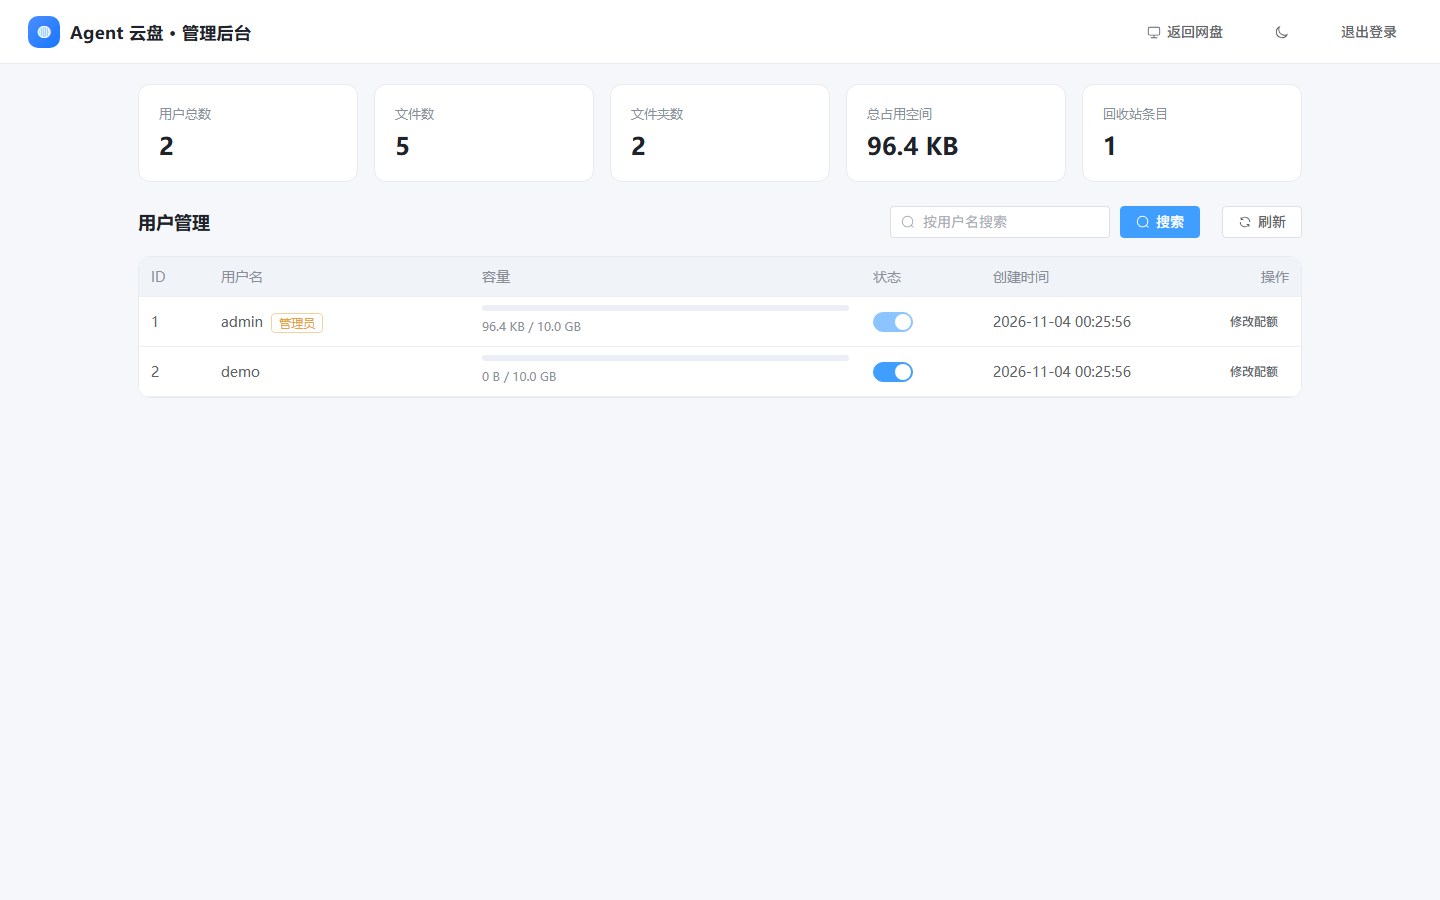 Agent 云盘 • 管理后台
返回网盘
退出登录
用户总数
2
文件数
5
文件夹数
2
总占用空间
96.4 KB
回收站条目
1
用户管理
按用户名搜索
搜索
刷新
ID 用户名 容量 状态 创建时间 操作
1 admin 管理员 96.4 KB / 10.0 GB 2026-11-04 00:25:56 修改配额
2 demo 0 B / 10.0 GB 2026-11-04 00:25:56 修改配额